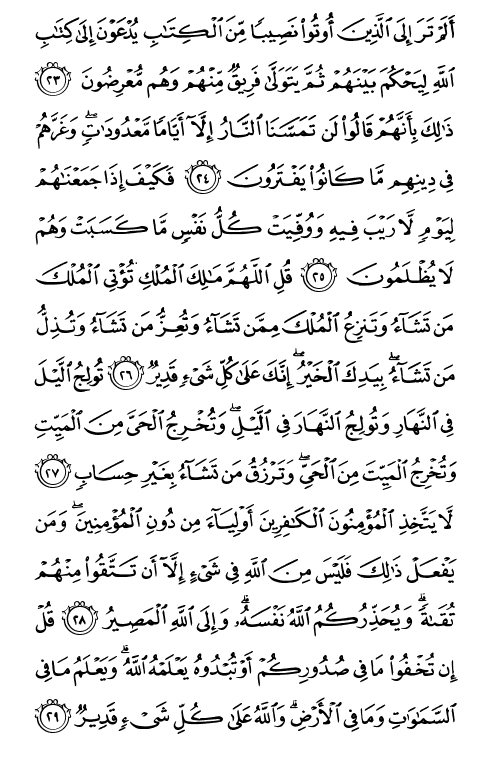 أَلَمۡ تَرَ إِلَى ٱلَّذِينَ أُوتُواْ نَصِيبٗا مِّنَ ٱلۡكِتَٰبِ يُدۡعَوۡنَ إِلَىٰ كِتَٰبِ
ٱللَّهِ لِيَحۡكُمَ بَيۡنَهُمۡ ثُمَّ يَتَوَلَّىٰ فَرِيقٞ مِّنۡهُمۡ وَهُم مُّعۡرِضُونَ ٢٣
ذَٰلِكَ بِأَنَّهُمۡ قَالُواْ لَن تَمَسَّنَا ٱلنَّارُ إِلَّآ أَيَّامٗا مَّعۡدُودَٰتٖۖ وَغَرَّهُمۡ
فِي دِينِهِم مَّا كَانُواْ يَفۡتَرُونَ ٢٤ فَكَيۡفَ إِذَا جَمَعۡنَٰهُمۡ
لِيَوۡمٖ لَّا رَيۡبَ فِيهِ وَوُفِّيَتۡ كُلُّ نَفۡسٖ مَّا كَسَبَتۡ وَهُمۡ
لَا يُظۡلَمُونَ ٢٥ قُلِ ٱللَّهُمَّ مَٰلِكَ ٱلۡمُلۡكِ تُؤۡتِي ٱلۡمُلۡكَ
مَن تَشَآءُ وَتَنزِعُ ٱلۡمُلۡكَ مِمَّن تَشَآءُ وَتُعِزُّ مَن تَشَآءُ وَتُذِلُّ
مَن تَشَآءُۖ بِيَدِكَ ٱلۡخَيۡرُۖ إِنَّكَ عَلَىٰ كُلِّ شَيۡءٖ قَدِيرٞ ٢٦ تُولِجُ ٱلَّيۡلَ
فِي ٱلنَّهَارِ وَتُولِجُ ٱلنَّهَارَ فِي ٱلَّيۡلِۖ وَتُخۡرِجُ ٱلۡحَيَّ مِنَ ٱلۡمَيِّتِ
وَتُخۡرِجُ ٱلۡمَيِّتَ مِنَ ٱلۡحَيِّۖ وَتَرۡزُقُ مَن تَشَآءُ بِغَيۡرِ حِسَابٖ ٢٧
لَّا يَتَّخِذِ ٱلۡمُؤۡمِنُونَ ٱلۡكَٰفِرِينَ أَوۡلِيَآءَ مِن دُونِ ٱلۡمُؤۡمِنِينَۖ وَمَن
يَفۡعَلۡ ذَٰلِكَ فَلَيۡسَ مِنَ ٱللَّهِ فِي شَيۡءٍ إِلَّآ أَن تَتَّقُواْ مِنۡهُمۡ
تُقَىٰةٗۗ وَيُحَذِّرُكُمُ ٱللَّهُ نَفۡسَهُۥۗ وَإِلَى ٱللَّهِ ٱلۡمَصِيرُ ٢٨ قُلۡ
إِن تُخۡفُواْ مَا فِي صُدُورِكُمۡ أَوۡ تُبۡدُوهُ يَعۡلَمۡهُ ٱللَّهُۗ وَيَعۡلَمُ مَا فِي
ٱلسَّمَٰوَٰتِ وَمَا فِي ٱلۡأَرۡضِۗ وَٱللَّهُ عَلَىٰ كُلِّ شَيۡءٖ قَدِيرٞ ٢٩